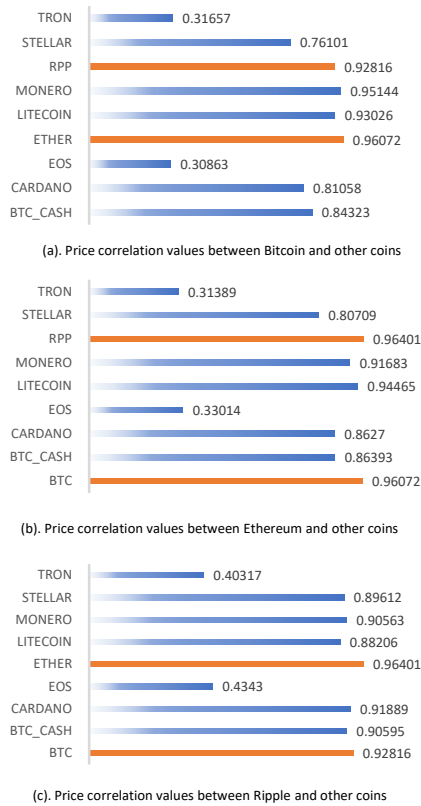 TRON 0.31657
STELLAR 0.76101
RPP 0.92816
MONERO 0.95144
LITECOIN 0.93026
ETHER 0.96072
EOS 0.30863
CARDANO 0.81058
BTC_CASH 0.84323
(a). Price correlation values between Bitcoin and other coins
TRON 0.31389
STELLAR 0.80709
RPP 0.96401
MONERO 0.91683
LITECOIN 0.94465
EOS 0.33014
CARDANO 0.8627
BTC_CASH 0.86393
BTC 0.96072
(b). Price correlation values between Ethereum and other coins
TRON 0.40317
STELLAR 0.89612
MONERO 0.90563
LITECOIN 0.88206
ETHER 0.96401
EOS 0.4343
CARDANO 0.91889
BTC_CASH 0.90595
BTC 0.92816
(c). Price correlation values between Ripple and other coins